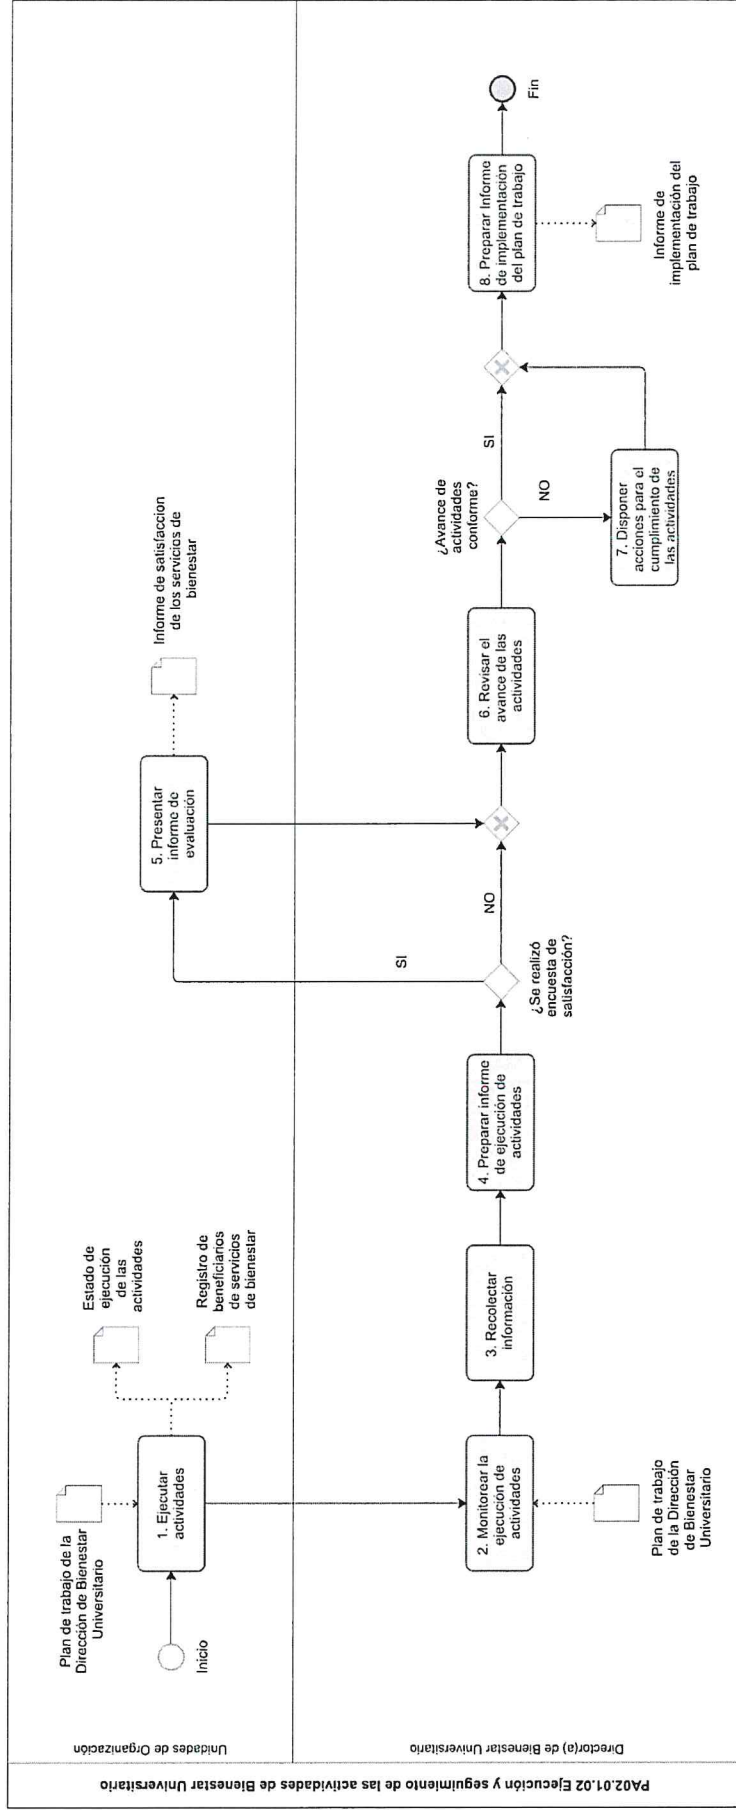 PA02.01.02 Ejecución y seguimiento de las actividades de Bienestar Universitario
Unidades de Organización
Director(a) de Bienestar Universitario
Inicio
Plan de trabajo de la
Dirección de Bienestar
Universitario
1. Ejecutar
actividades
Estado de
ejecución
de las
actividades
Registro de
beneficiarios
de servicios
de bienestar
2. Monitorear la
ejecución de
actividades
Plan de trabajo
de la Dirección
de Bienestar
Universitario
3. Recolectar
información
4. Preparar informe
de ejecución de
actividades
¿Se realizó
encuesta de
satisfacción?
SI
NO
5. Presentar
informe de
evaluación
Informe de satisfaccion
de los servicios de
bienestar
6. Revisar el
avance de las
actividades
¿Avance de
actividades
conforme?
SI
NO
7. Disponer
acciones para el
cumplimiento de
las actividades
8. Preparar Informe
de implementación
del plan de trabajo
Informe de
implementación del
plan de trabajo
Fin